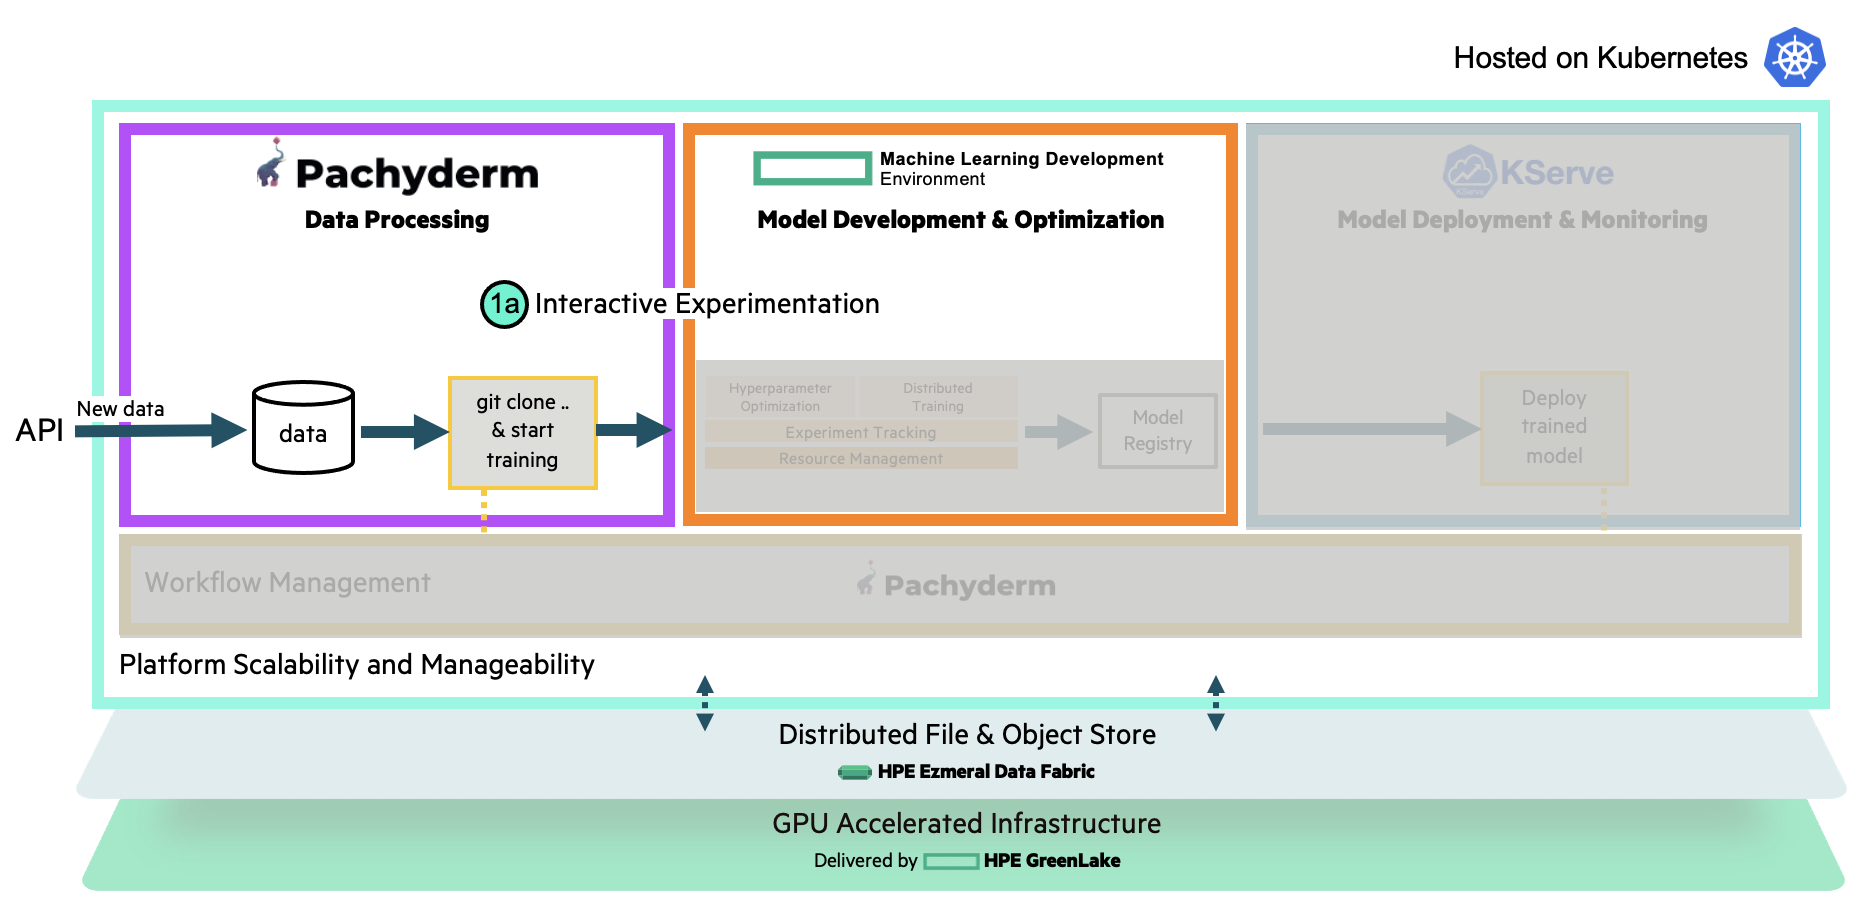 Hosted on Kubernetes
Pachyderm
Data Processing
Machine Learning Development
Environment
Model Development & Optimization
KServe
KServe
Model Deployment & Monitoring
1a Interactive Experimentation
API
New data
data
git clone ..
& start
training
Hyperparameter
Optimization
Distributed
Training
Experiment Tracking
Resource Management
Model
Registry
Deploy
trained
model
Workflow Management
Pachyderm
Platform Scalability and Manageability
Distributed File & Object Store
HPE Ezmeral Data Fabric
GPU Accelerated Infrastructure
Delivered by HPE GreenLake